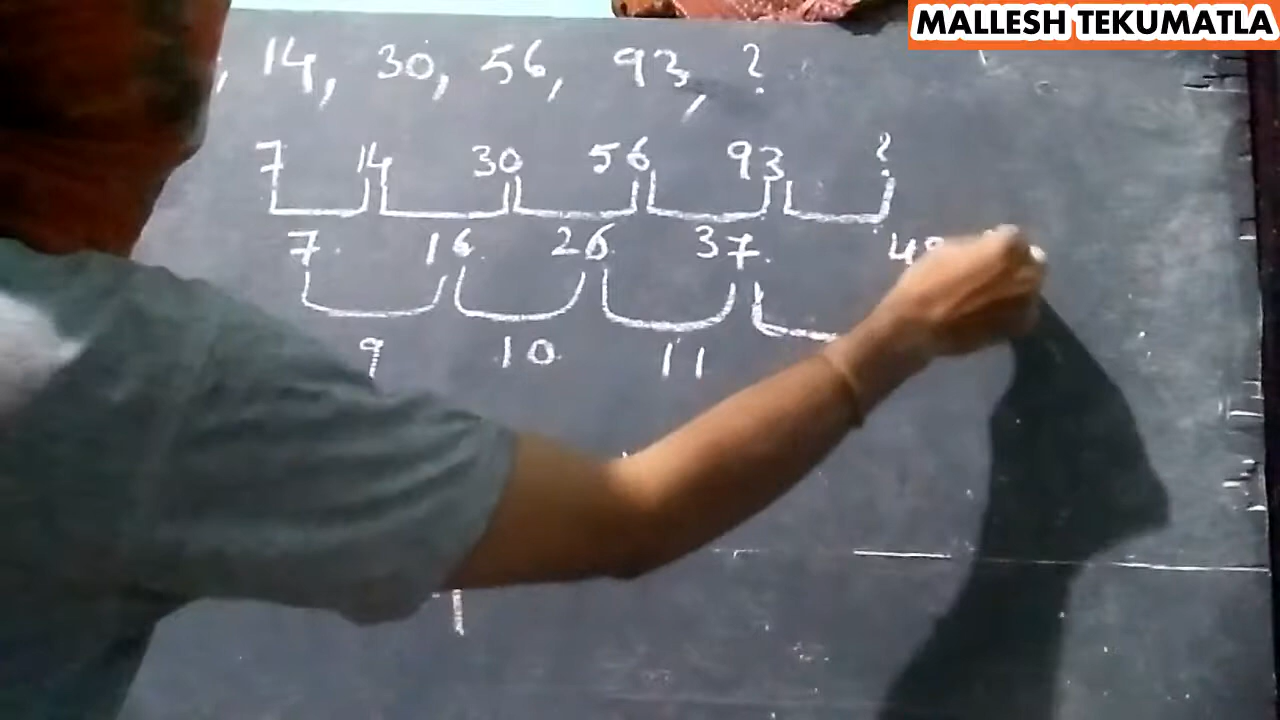 MALLESH TEKUMATLA
, 14, 30, 56, 93, ?
7 14 30 56 93 ?
7 16 26 37
9 10 11